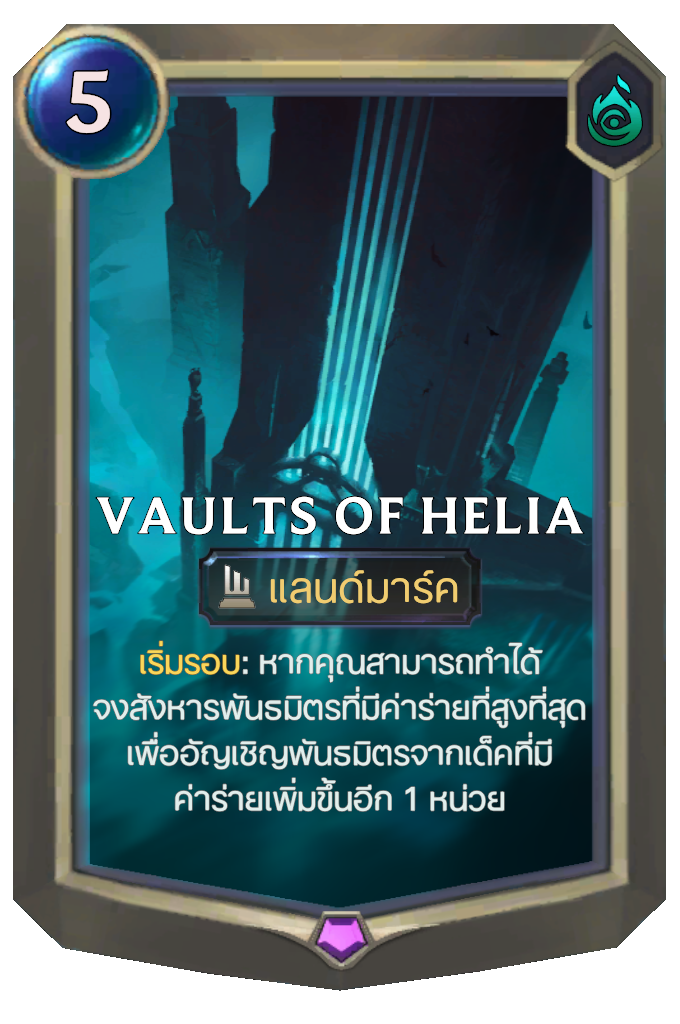 5
VAULTS OF HELIA
แลนด์มาร์ค
เริ่มรอบ: หากคุณสามารถทำได้
จงสังหารพันธมิตรที่มีค่าร่ายที่สูงที่สุด
เพื่ออัญเชิญพันธมิตรจากเด็คที่มี
ค่าร่ายเพิ่มขึ้นอีก 1 หน่วย